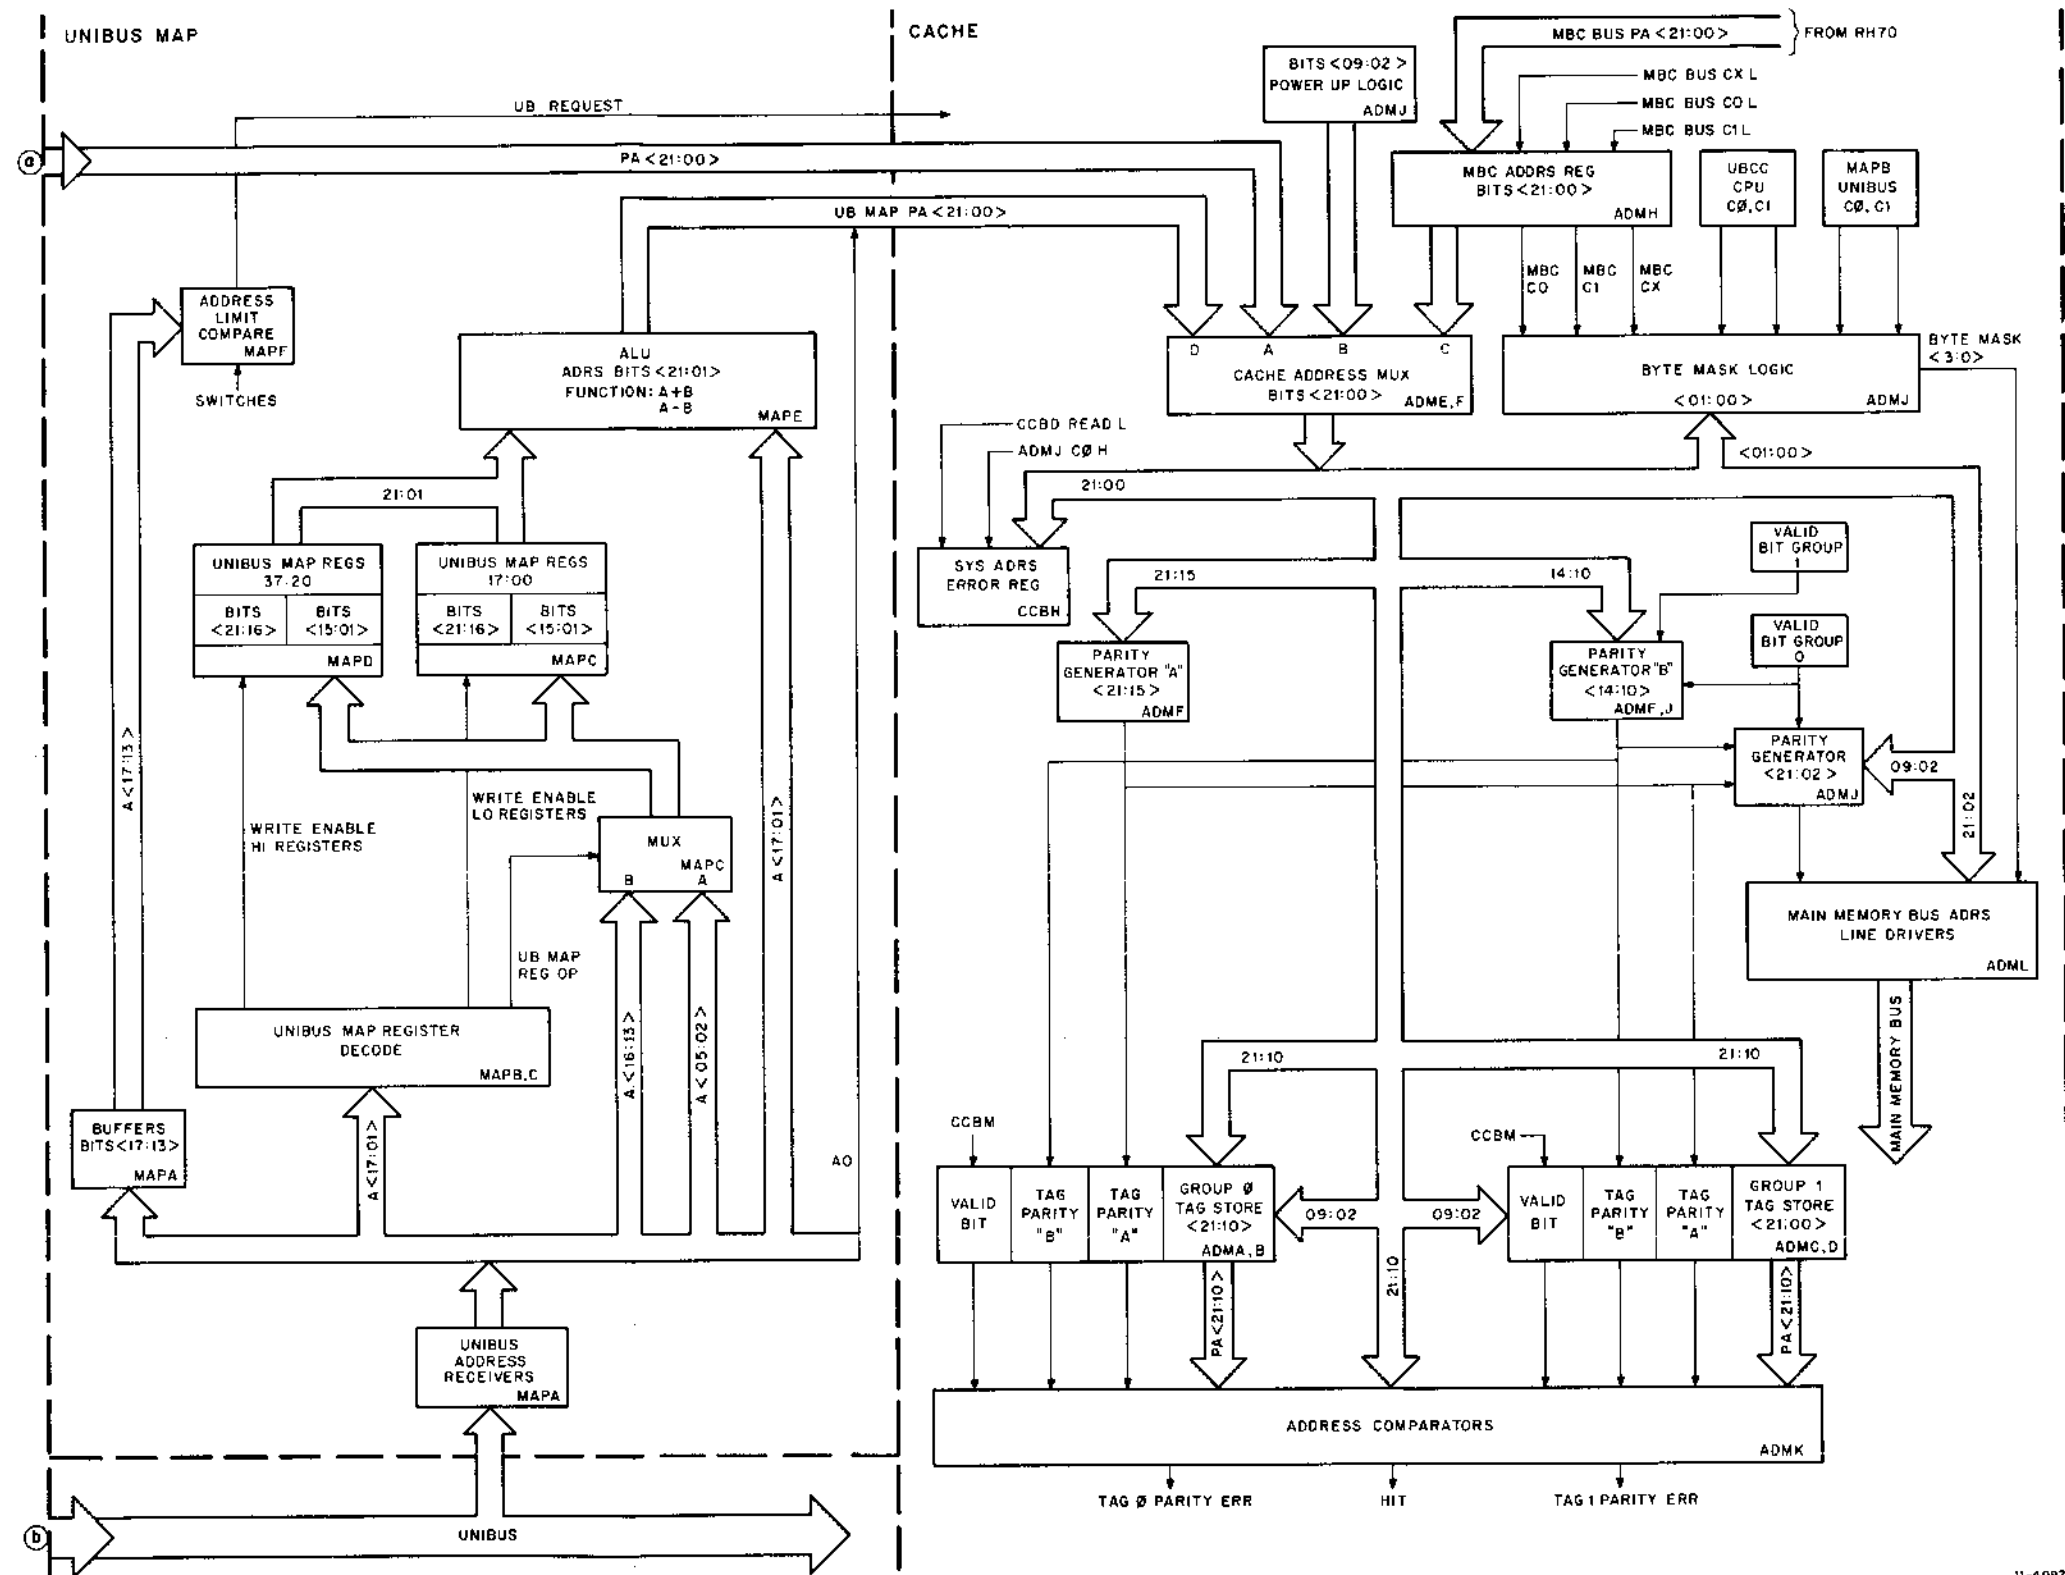 UNIBUS MAP
CACHE
MBC BUS PA <21:00>
FROM RH70
BITS <09:02>
POWER UP LOGIC
ADMJ
MBC BUS CX L
MBC BUS C0 L
MBC BUS C1 L
UB REQUEST
a
PA <21:00>
MBC ADDRS REG
BITS <21:00>
ADMH
UBCC
CPU
CØ, C1
MAPB
UNIBUS
CØ, C1
UB MAP PA <21:00>
MBC
C0
MBC
C1
MBC
CX
ADDRESS
LIMIT
COMPARE
MAPF
SWITCHES
ALU
ADRS BITS <21:01>
FUNCTION: A+B
A-B
MAPE
D A B C
CACHE ADDRESS MUX
BITS <21:00>
ADME, F
BYTE MASK LOGIC
<01:00>
ADMJ
BYTE MASK
<3:0>
CCBD READ L
ADMJ CØ H
<01:00>
21:00
21:01
UNIBUS MAP REGS
37:20
BITS
<21:16>
BITS
<15:01>
MAPD
UNIBUS MAP REGS
17:00
BITS
<21:16>
BITS
<15:01>
MAPC
SYS ADRS
ERROR REG
CCBH
21:15
14:10
VALID
BIT GROUP
1
VALID
BIT GROUP
0
PARITY
GENERATOR "A"
<21:15>
ADMF
PARITY
GENERATOR "B"
<14:10>
ADMF, J
PARITY
GENERATOR
<21:02>
ADMJ
09:02
21:02
A <17:13>
WRITE ENABLE
HI REGISTERS
WRITE ENABLE
LO REGISTERS
MUX
MAPC
B A
A <17:01>
UB MAP
REG OP
MAIN MEMORY BUS ADRS
LINE DRIVERS
ADML
MAIN MEMORY BUS
UNIBUS MAP REGISTER
DECODE
MAPB, C
A <16:13>
A <05:02>
21:10
21:10
BUFFERS
BITS <17:13>
MAPA
A <17:01>
A0
CCBM
CCBM
VALID
BIT
TAG
PARITY
"B"
TAG
PARITY
"A"
GROUP Ø
TAG STORE
<21:10>
ADMA, B
09:02
09:02
VALID
BIT
TAG
PARITY
"B"
TAG
PARITY
"A"
GROUP 1
TAG STORE
<21:00>
ADMC, D
PA <21:10>
21:10
PA <21:10>
UNIBUS
ADDRESS
RECEIVERS
MAPA
ADDRESS COMPARATORS
ADMK
TAG Ø PARITY ERR
HIT
TAG 1 PARITY ERR
b
UNIBUS